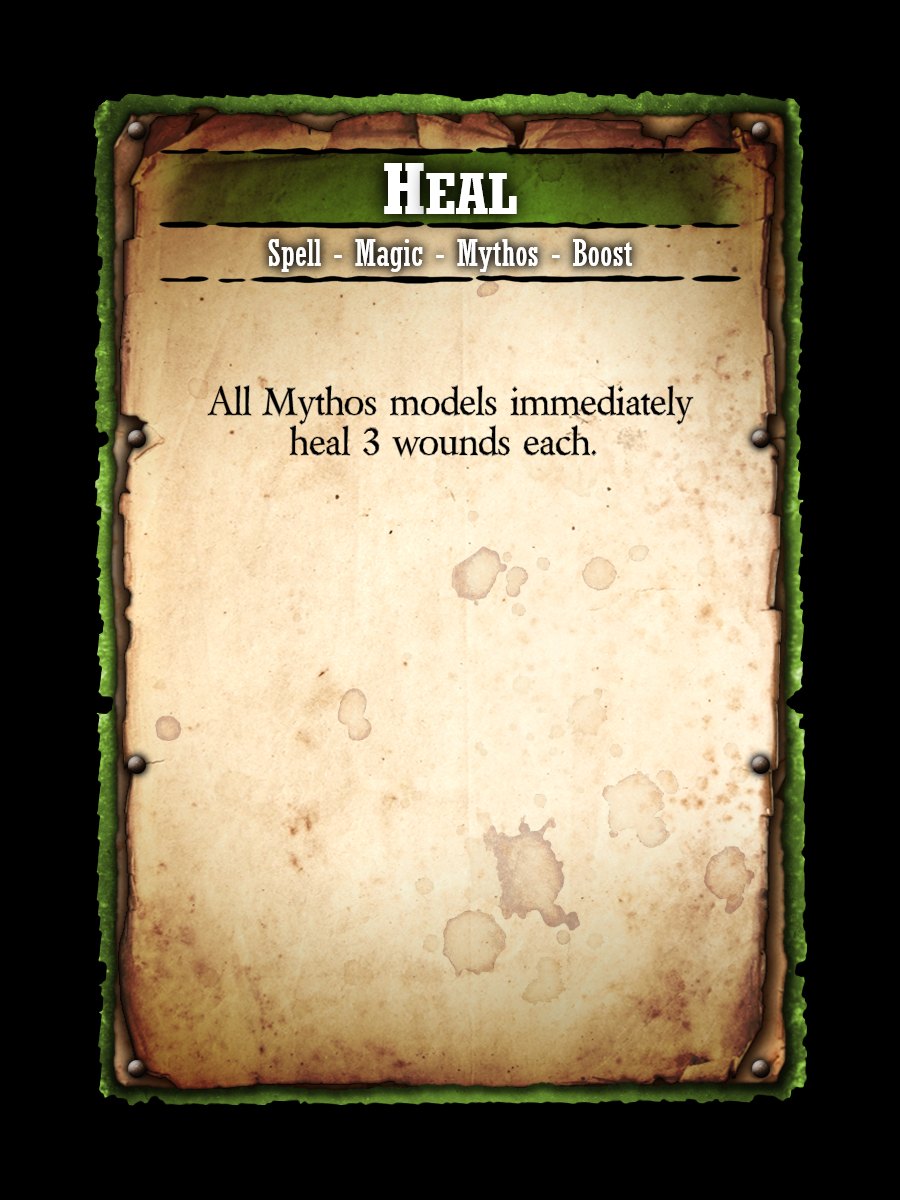 Heal
Spell - Magic - Mythos - Boost
All Mythos models immediately
heal 3 wounds each.